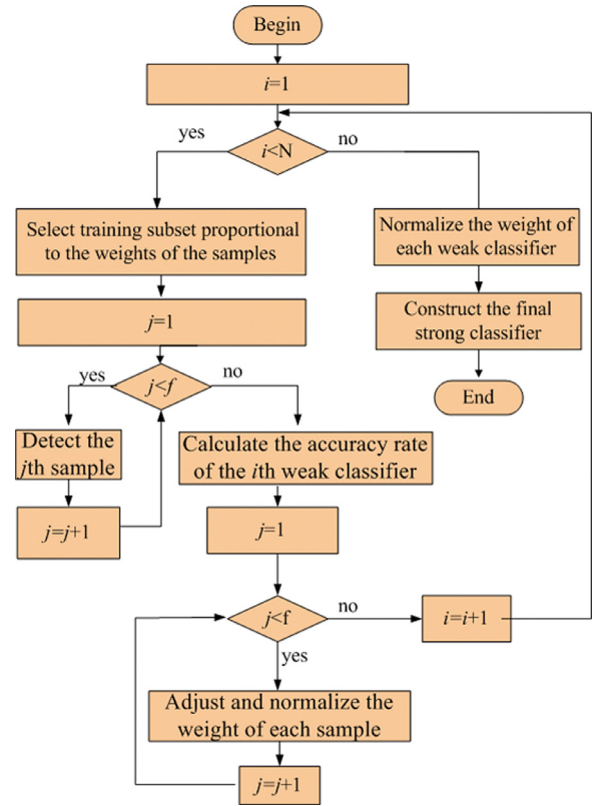 Begin
i=1
yes
i<N
no
Select training subset proportional
to the weights of the samples
Normalize the weight of
each weak classifier
j=1
Construct the final
strong classifier
yes
j<f
no
End
Detect the
jth sample
Calculate the accuracy rate
of the ith weak classifier
j=j+1
j=1
j<f
no
i=i+1
yes
Adjust and normalize the
weight of each sample
j=j+1